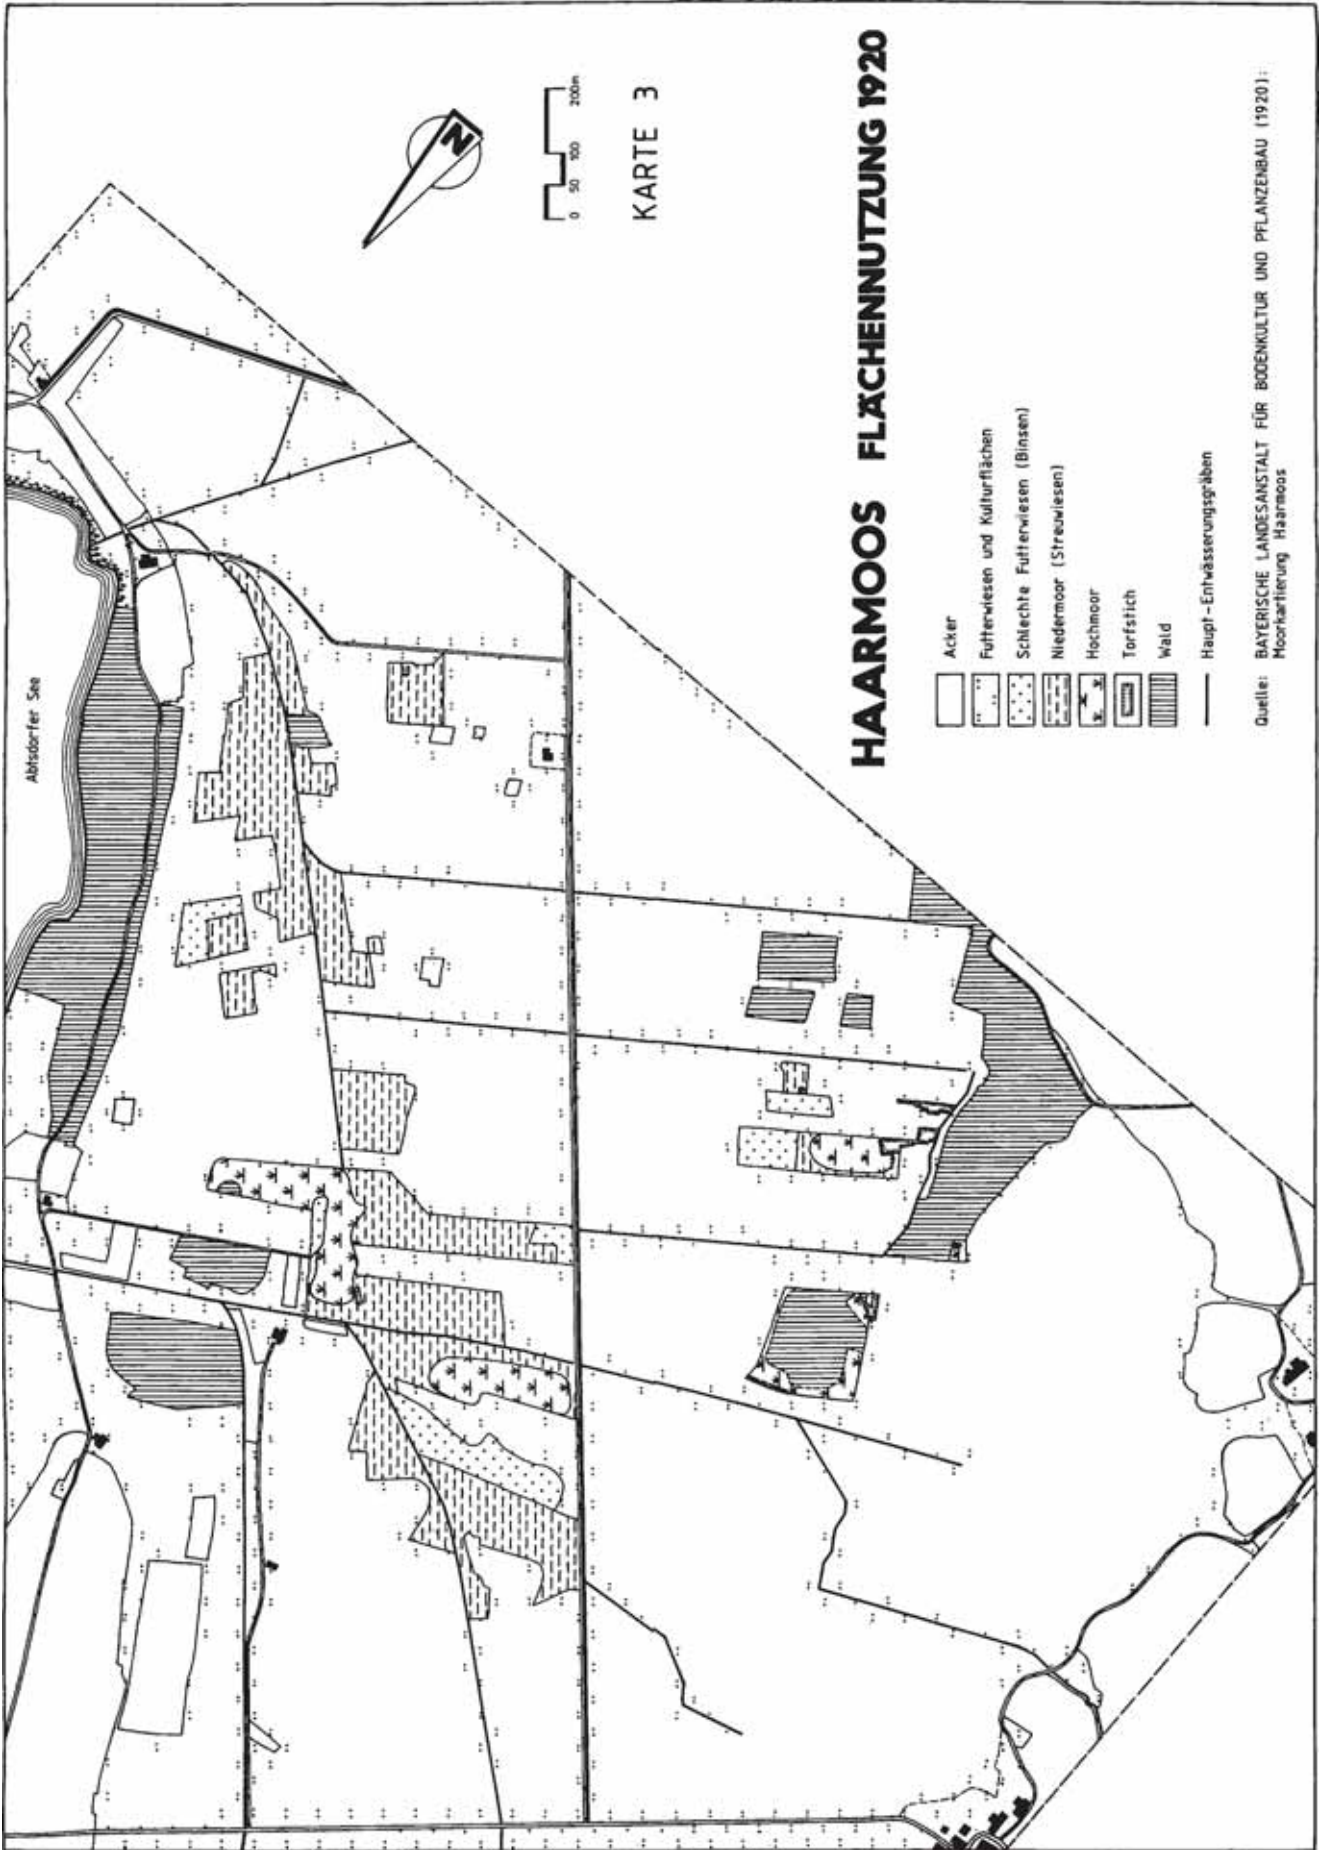 Abtsdorfer See
N
0 50 100 200m
KARTE 3
HAARMOOS FLÄCHENNUTZUNG 1920
Acker
Futterwiesen und Kulturflächen
Schlechte Futterwiesen (Binsen)
Niedermoor (Streuwiesen)
Hochmoor
Torfstich
Wald
Haupt-Entwässerungsgräben
Quelle: BAYERISCHE LANDESANSTALT FÜR BODENKULTUR UND PFLANZENBAU (1920):
Moorkartierung Haarmoos